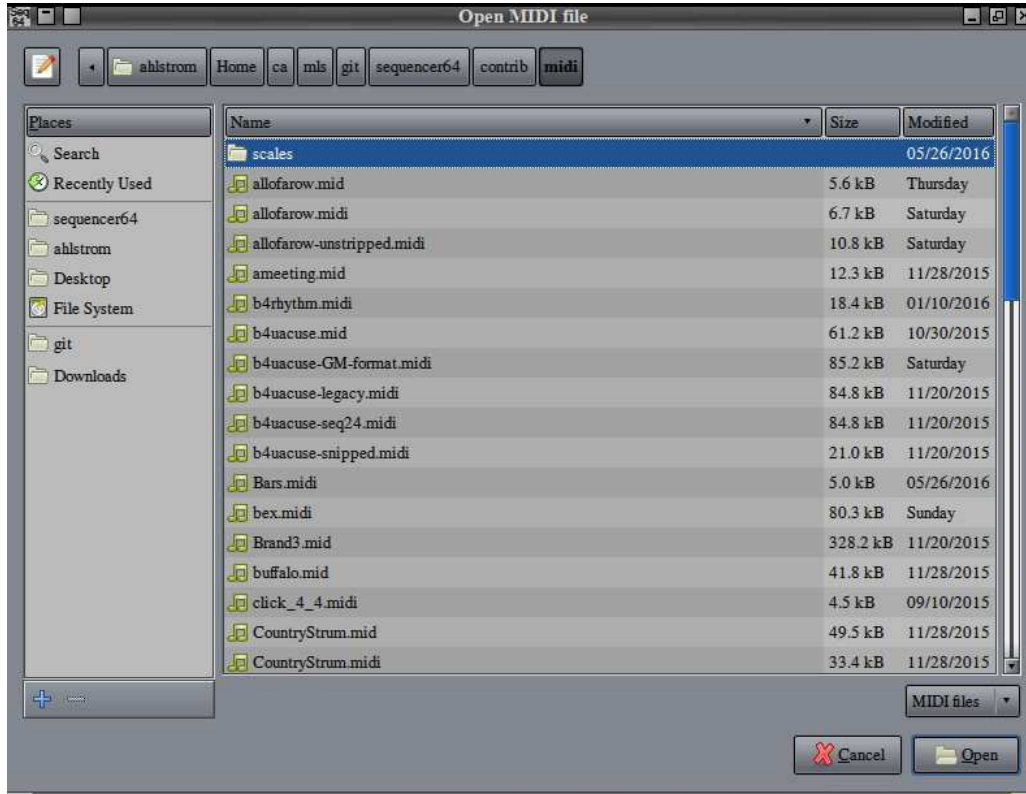 Seq 64 Open MIDI file
ahlstrom Home ca mls git sequencer64 contrib midi
Places Name Size Modified
Search scales 05/26/2016
Recently Used allofarow.mid 5.6 kB Thursday
sequencer64 allofarow.midi 6.7 kB Saturday
ahlstrom allofarow-unstripped.midi 10.8 kB Saturday
Desktop ameeting.mid 12.3 kB 11/28/2015
File System b4rhythm.midi 18.4 kB 01/10/2016
git b4uacuse.mid 61.2 kB 10/30/2015
Downloads b4uacuse-GM-format.midi 85.2 kB Saturday
b4uacuse-legacy.midi 84.8 kB 11/20/2015
b4uacuse-seq24.midi 84.8 kB 11/20/2015
b4uacuse-snipped.midi 21.0 kB 11/20/2015
Bars.midi 5.0 kB 05/26/2016
bex.midi 80.3 kB Sunday
Brand3.mid 328.2 kB 11/20/2015
buffalo.mid 41.8 kB 11/28/2015
click_4_4.midi 4.5 kB 09/10/2015
CountryStrum.mid 49.5 kB 11/28/2015
CountryStrum.midi 33.4 kB 11/28/2015
MIDI files
Cancel Open